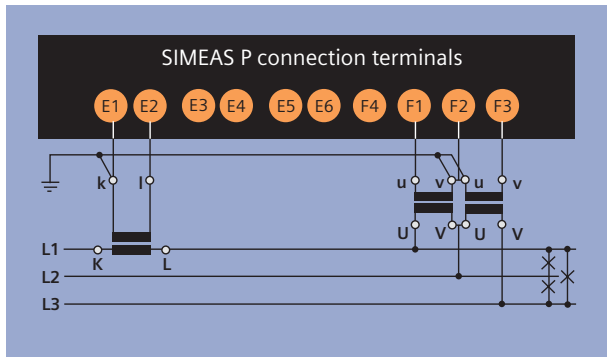 SIMEAS P connection terminals
E1 E2 E3 E4 E5 E6 F4 F1 F2 F3
k l u v u v
U V U V
L1 K L
L2
L3